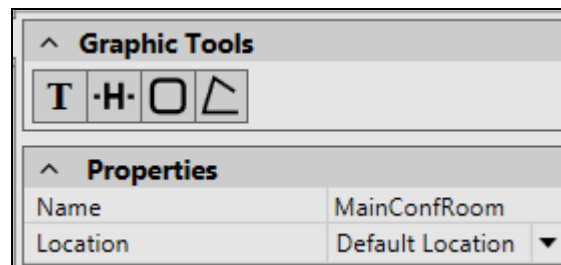 Graphic Tools
T ·H·
Properties
Name MainConfRoom
Location Default Location